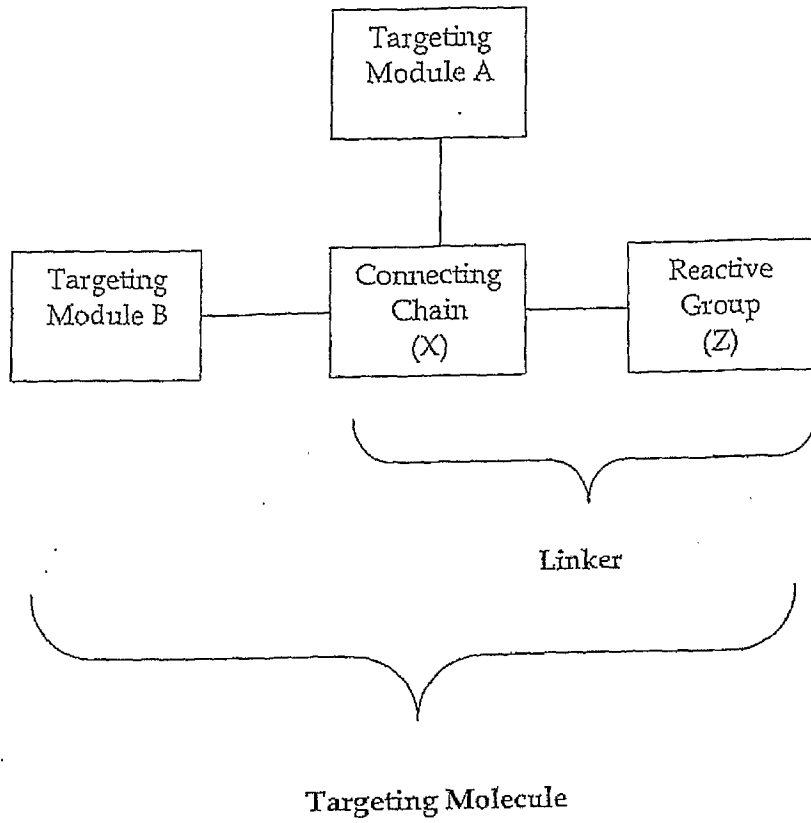 Targeting
Module A
Targeting
Module B
Connecting
Chain
(X)
Reactive
Group
(Z)
Linker
Targeting Molecule